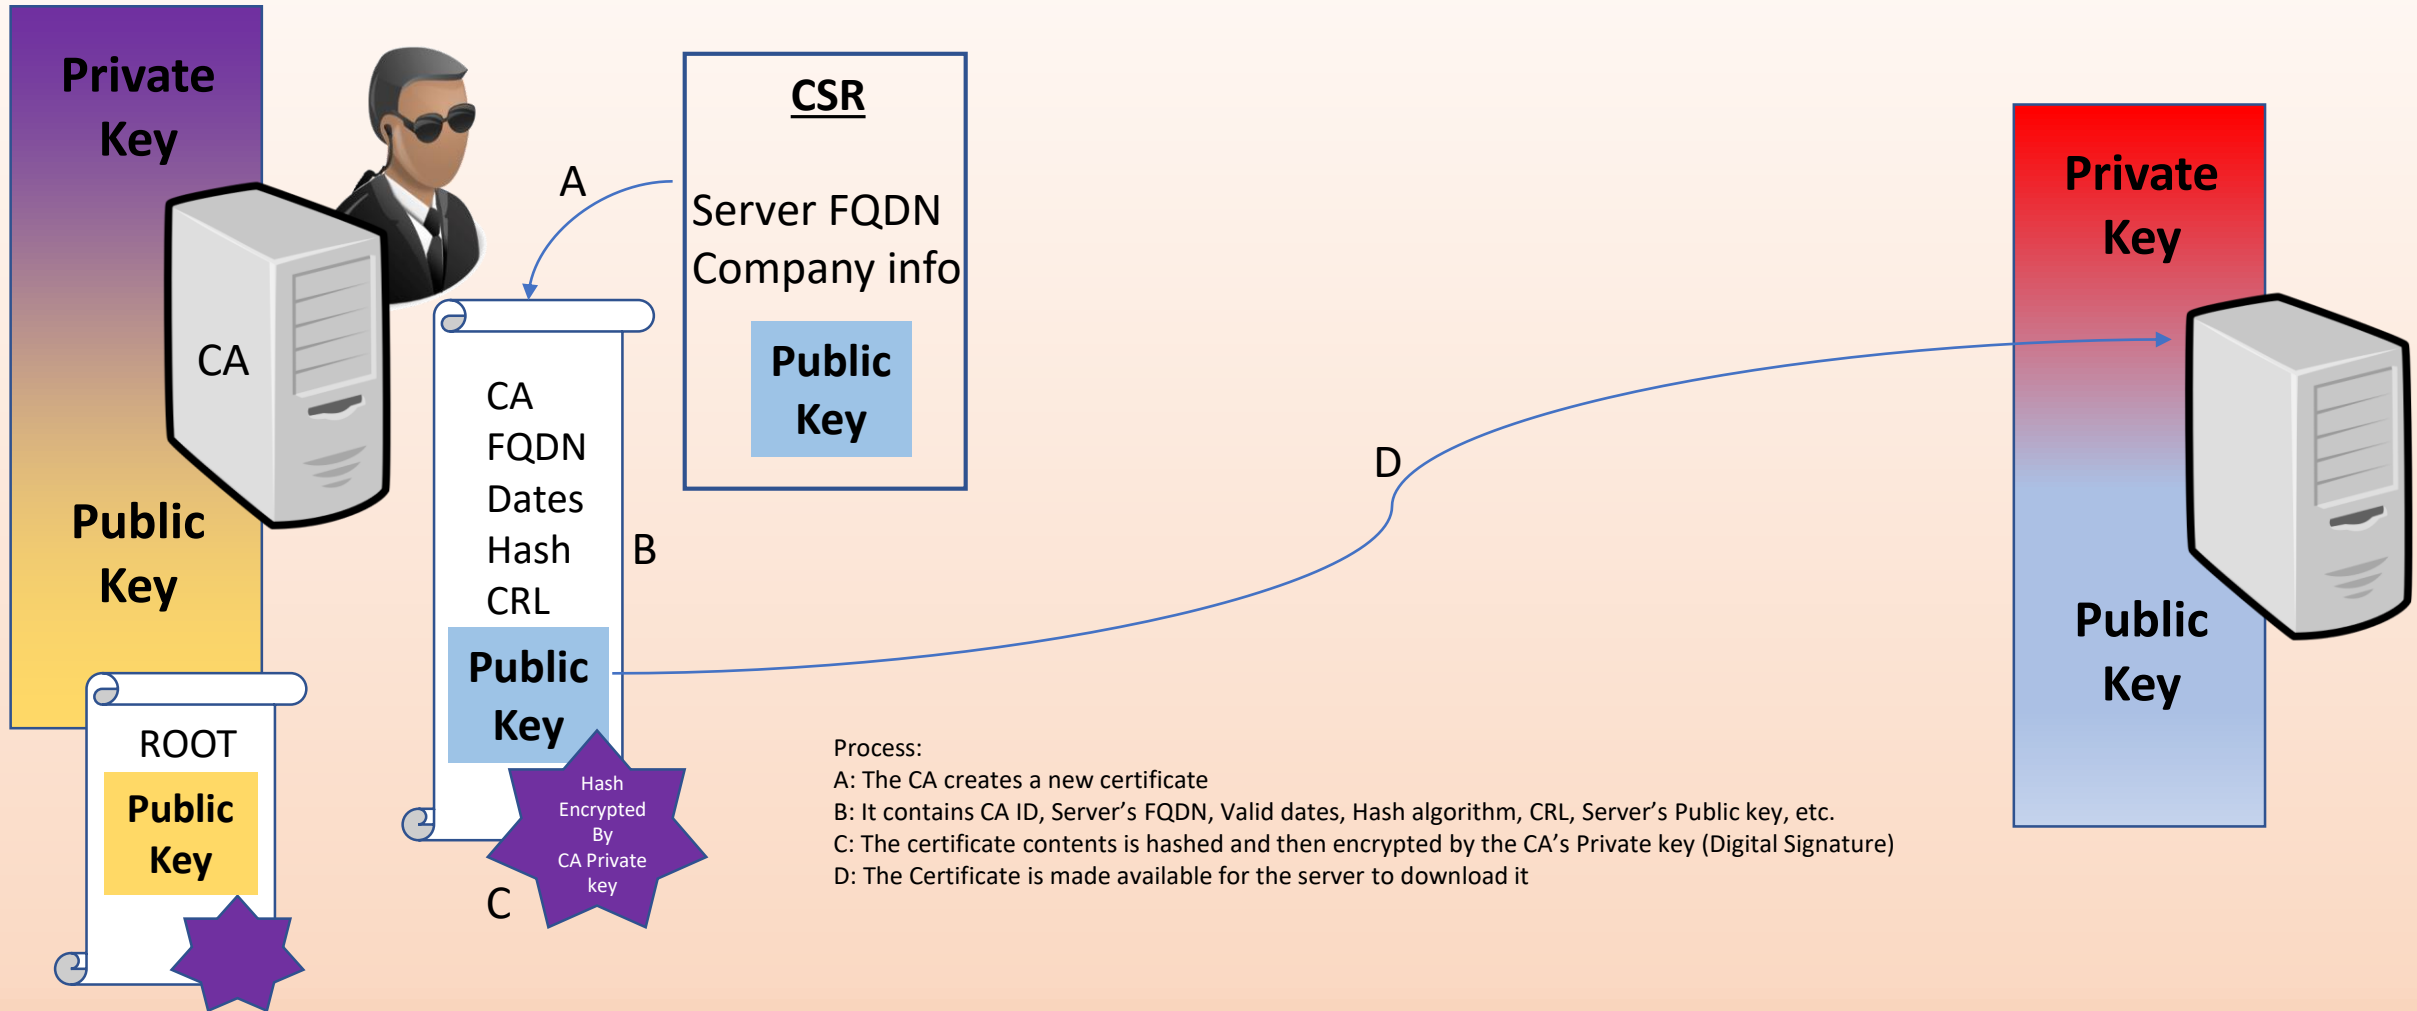 Private
Key
CA
Public
Key
ROOT
Public
Key
A
CSR
Server FQDN
Company info
Public
Key
CA
FQDN
Dates
Hash
CRL
Public
Key
B
Hash
Encrypted
By
CA Private
key
C
D
Private
Key
Public
Key
Process:
A: The CA creates a new certificate
B: It contains CA ID, Server’s FQDN, Valid dates, Hash algorithm, CRL, Server’s Public key, etc.
C: The certificate contents is hashed and then encrypted by the CA’s Private key (Digital Signature)
D: The Certificate is made available for the server to download it